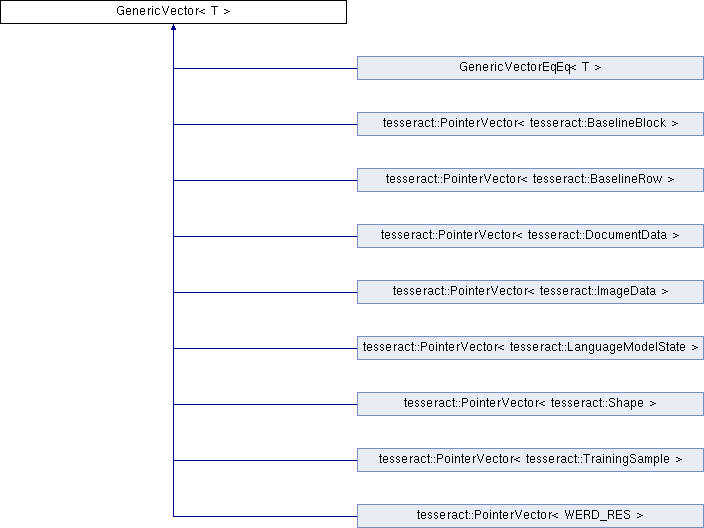 GenericVector< T >
GenericVectorEqEq< T >
tesseract::PointerVector< tesseract::BaselineBlock >
tesseract::PointerVector< tesseract::BaselineRow >
tesseract::PointerVector< tesseract::DocumentData >
tesseract::PointerVector< tesseract::ImageData >
tesseract::PointerVector< tesseract::LanguageModelState >
tesseract::PointerVector< tesseract::Shape >
tesseract::PointerVector< tesseract::TrainingSample >
tesseract::PointerVector< WERD_RES >